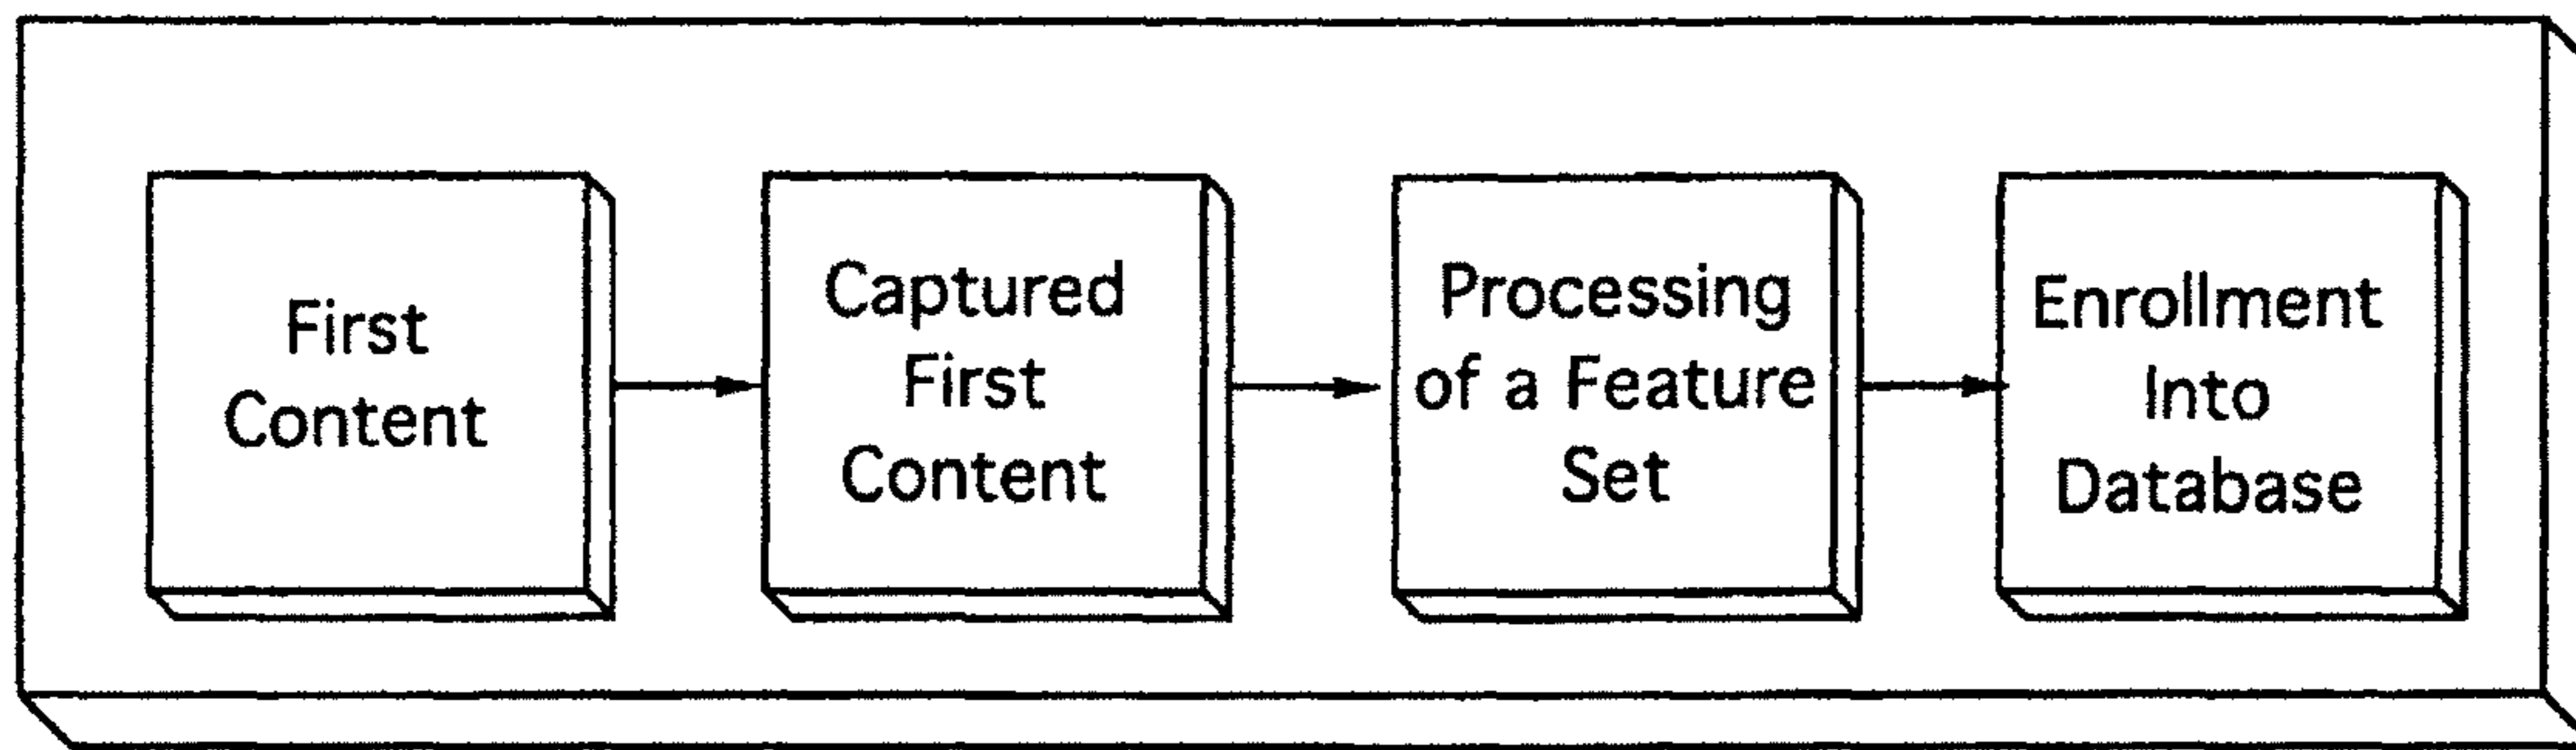 First
Content
Captured
First
Content
Processing
of a Feature
Set
Enrollment
Into
Database